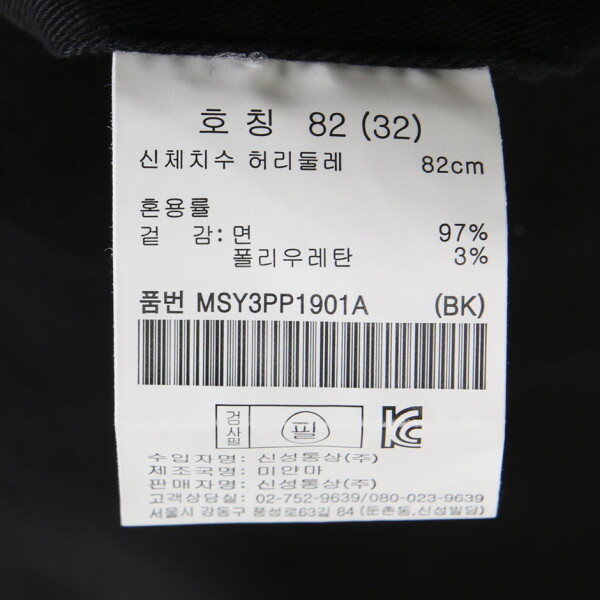 호칭 82 (32)
신체치수 허리둘레 82cm
혼용률
겉 감: 면 97%
폴리우레탄 3%
품번 MSY3PP1901A (BK)
검사필 필 KC
수입자명 : 신성통상(주)
제조국명 : 미얀마
판매자명 : 신성통상(주)
고객상담실: 02-752-9639/080-023-9639
서울시 강동구 풍성로63길 84 (둔촌동,신성빌딩)